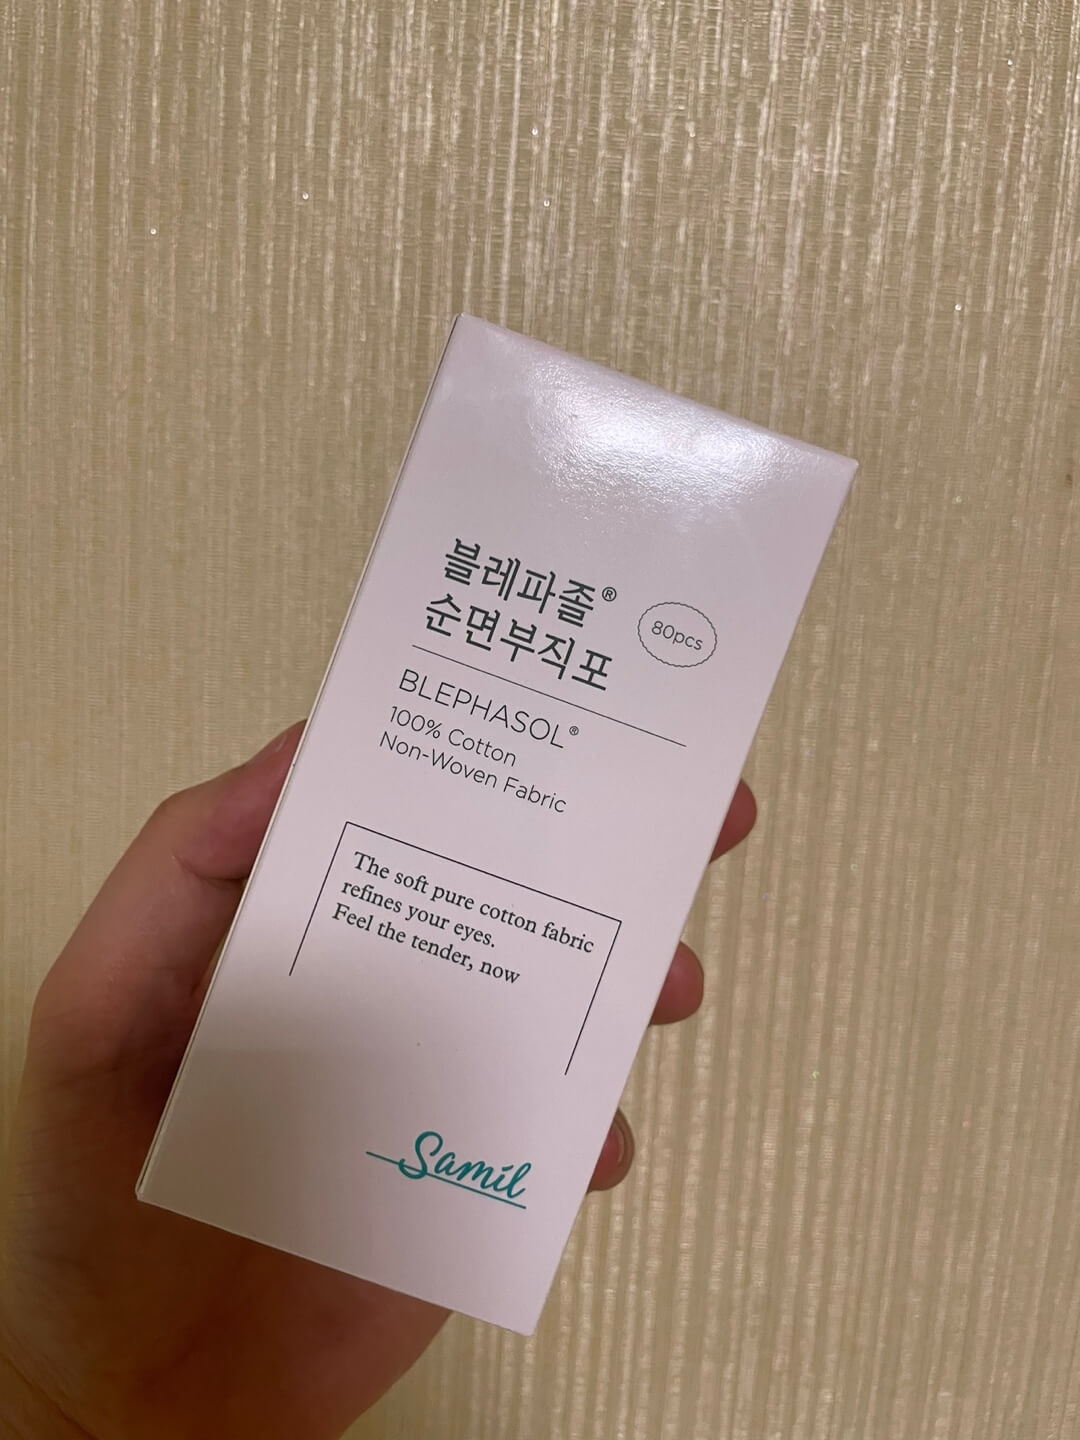 블레파졸®
순면부직포
80pcs
BLEPHASOL®
100% Cotton
Non-Woven Fabric
The soft pure cotton fabric
refines your eyes.
Feel the tender, now
Samil